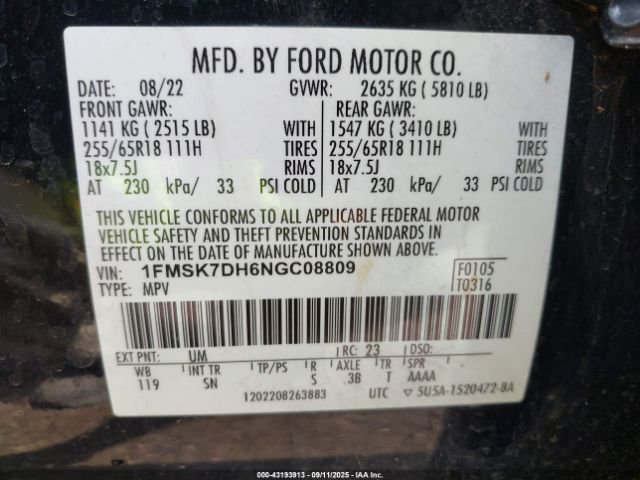 MFD. BY FORD MOTOR CO.
DATE: 08/22 GVWR: 2635 KG ( 5810 LB)
FRONT GAWR: REAR GAWR:
1141 KG ( 2515 LB) WITH 1547 KG ( 3410 LB) WITH
255/65R18 111H TIRES 255/65R18 111H TIRES
18x7.5J RIMS 18x7.5J RIMS
AT 230 kPa/ 33 PSI COLD AT 230 kPa/ 33 PSI COLD
THIS VEHICLE CONFORMS TO ALL APPLICABLE FEDERAL MOTOR
VEHICLE SAFETY AND THEFT PREVENTION STANDARDS IN
EFFECT ON THE DATE OF MANUFACTURE SHOWN ABOVE.
VIN: 1FMSK7DH6NGC08809 F0105
TYPE: MPV T0316
EXT PNT: UM RC: 23 DSO:
WB INT TR TP/PS R AXLE TR SPR
119 SN S .3B T AAAA
1202208263883 UTC ▽ 5U5A-1520472-BA
000-43193913 - 09/11/2025 - Copart, IAAI, Inc.